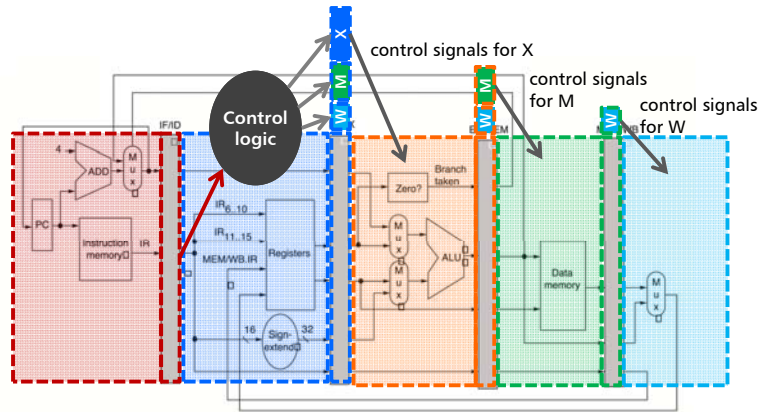 X
control signals for X
M
M
control signals
for M
W
W
W
control signals
for W
Control
logic
IF/ID
4
ADD
M
u
x
Branch
taken
Zero?
PC
Instruction
memory
IR
IR6..10
IR11..15
MEM/WB.IR
Registers
M
u
x
M
u
x
ALU
Data
memory
M
u
x
16
Sign-
extend
32